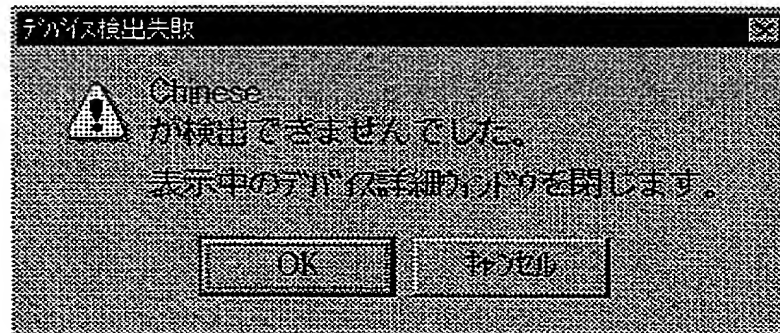 ﾃﾞﾊﾞｲｽ検出失敗
Chinese
が検出できませんでした。
表示中のﾃﾞﾊﾞｲｽ詳細ｳｨﾝﾄﾞｳを閉じます。
OK
ｷｬﾝｾﾙ